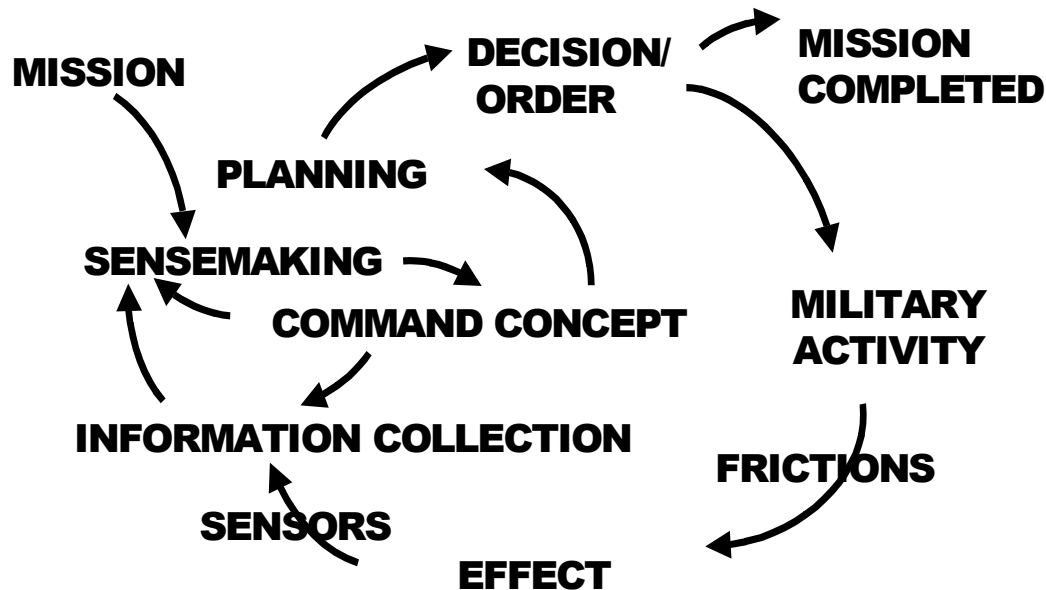 MISSION
DECISION/
ORDER
MISSION
COMPLETED
PLANNING
SENSEMAKING
COMMAND CONCEPT
MILITARY
ACTIVITY
INFORMATION COLLECTION
FRICTIONS
SENSORS
EFFECT